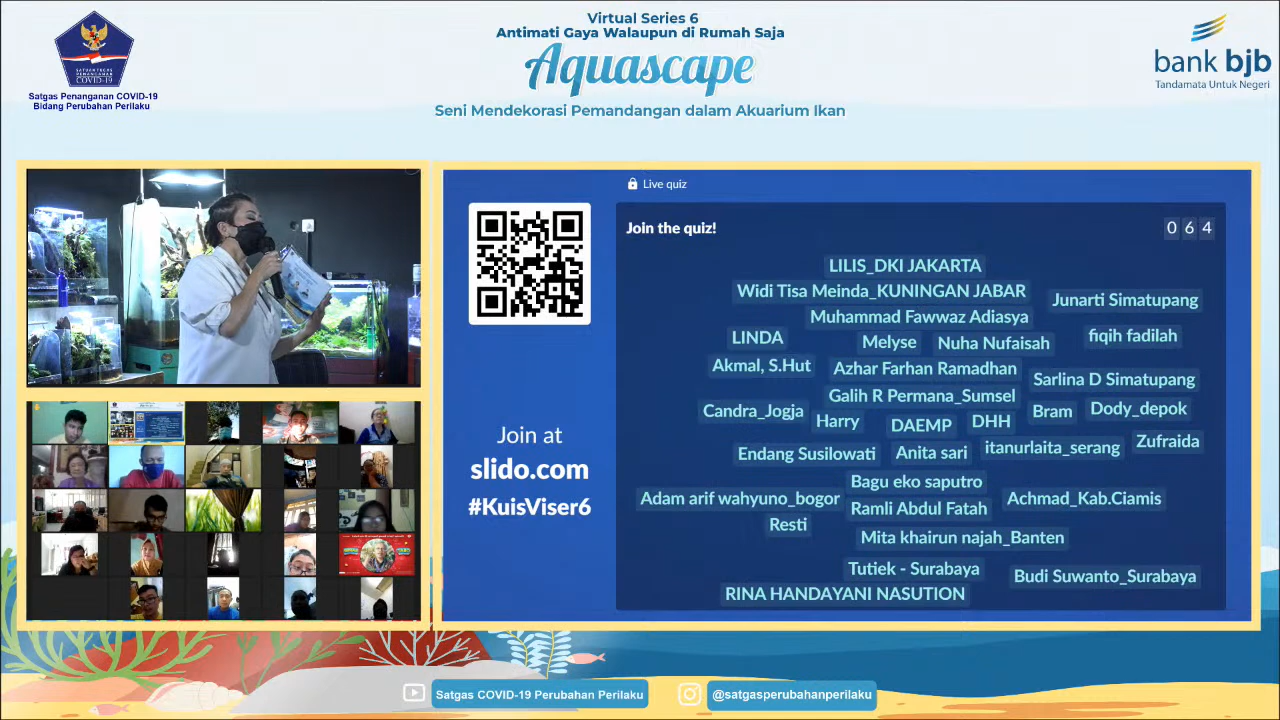 Virtual Series 6
Antimati Gaya Walaupun di Rumah Saja
Aquascape
Seni Mendekorasi Pemandangan dalam Akuarium Ikan
SATUAN TUGAS
PENANGANAN
COVID-19
Satgas Penanganan COVID-19
Bidang Perubahan Perilaku
bank bjb
Tandamata Untuk Negeri
Live quiz
Join the quiz!
0 6 4
Join at
slido.com
#KuisViser6
LILIS_DKI JAKARTA
Widi Tisa Meinda_KUNINGAN JABAR
Junarti Simatupang
Muhammad Fawwaz Adiasya
LINDA
Melyse
Nuha Nufaisah
fiqih fadilah
Akmal, S.Hut
Azhar Farhan Ramadhan
Sarlina D Simatupang
Galih R Permana_Sumsel
Candra_Jogja
Harry
DAEMP
DHH
Bram
Dody_depok
Endang Susilowati
Anita sari
itanurlaita_serang
Zufraida
Bagu eko saputro
Adam arif wahyuno_bogor
Ramli Abdul Fatah
Achmad_Kab.Ciamis
Resti
Mita khairun najah_Banten
Tutiek - Surabaya
Budi Suwanto_Surabaya
RINA HANDAYANI NASUTION
Satgas COVID-19 Perubahan Perilaku
@satgasperubahanperilaku